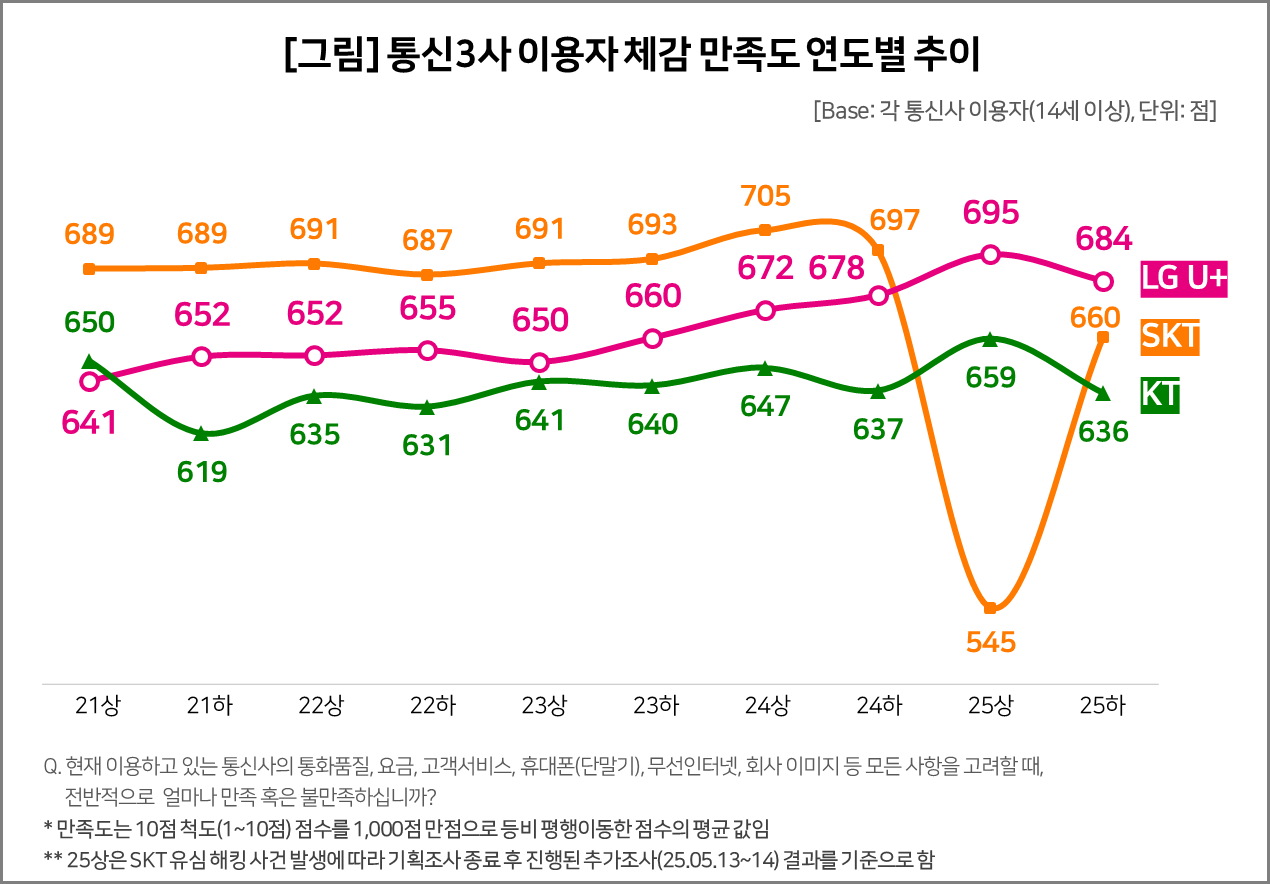 [그림] 통신3사 이용자 체감 만족도 연도별 추이
[Base: 각 통신사 이용자(14세 이상), 단위: 점]
689 689 691 687 691 693 705 697 545 660
641 652 652 655 650 660 672 678 695 684
650 619 635 631 641 640 647 637 659 636
LG U+
SKT
KT
21상 21하 22상 22하 23상 23하 24상 24하 25상 25하
Q. 현재 이용하고 있는 통신사의 통화품질, 요금, 고객서비스, 휴대폰(단말기), 무선인터넷, 회사 이미지 등 모든 사항을 고려할 때,
전반적으로 얼마나 만족 혹은 불만족하십니까?
* 만족도는 10점 척도(1~10점) 점수를 1,000점 만점으로 등비 평행이동한 점수의 평균 값임
** 25상은 SKT 유심 해킹 사건 발생에 따라 기획조사 종료 후 진행된 추가조사(25.05.13~14) 결과를 기준으로 함